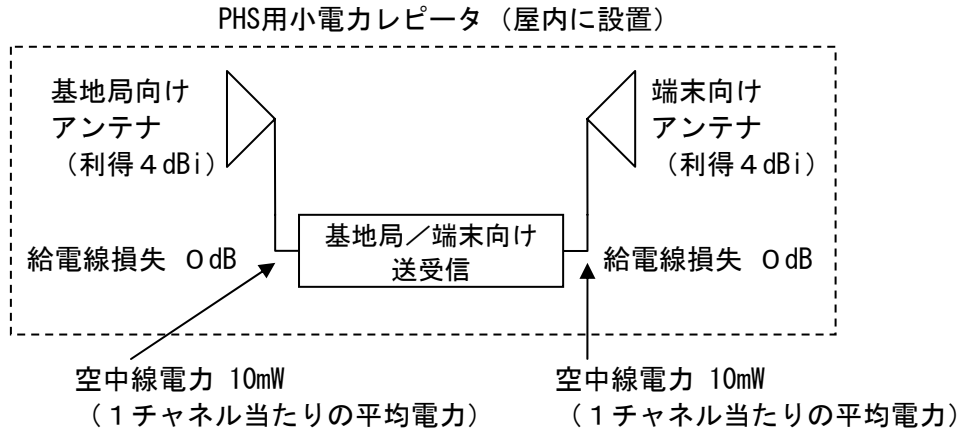 PHS用小電力レピータ（屋内に設置）
基地局向け
アンテナ
（利得４dBi）
端末向け
アンテナ
（利得４dBi）
給電線損失 ０dB
基地局／端末向け
送受信
給電線損失 ０dB
空中線電力 10mW
（１チャネル当たりの平均電力）
空中線電力 10mW
（１チャネル当たりの平均電力）